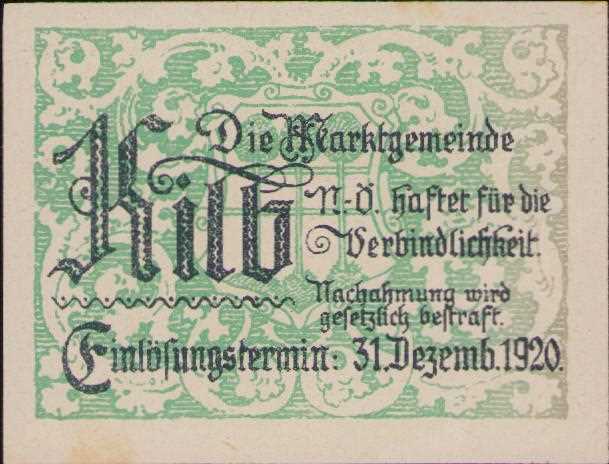 Die Marktgemeinde
Kilb
N.-Ö. haftet für die
Verbindlichkeit.
Nachahmung wird
gesetzlich bestraft.
Einlösungstermin: 31. Dezemb. 1920.